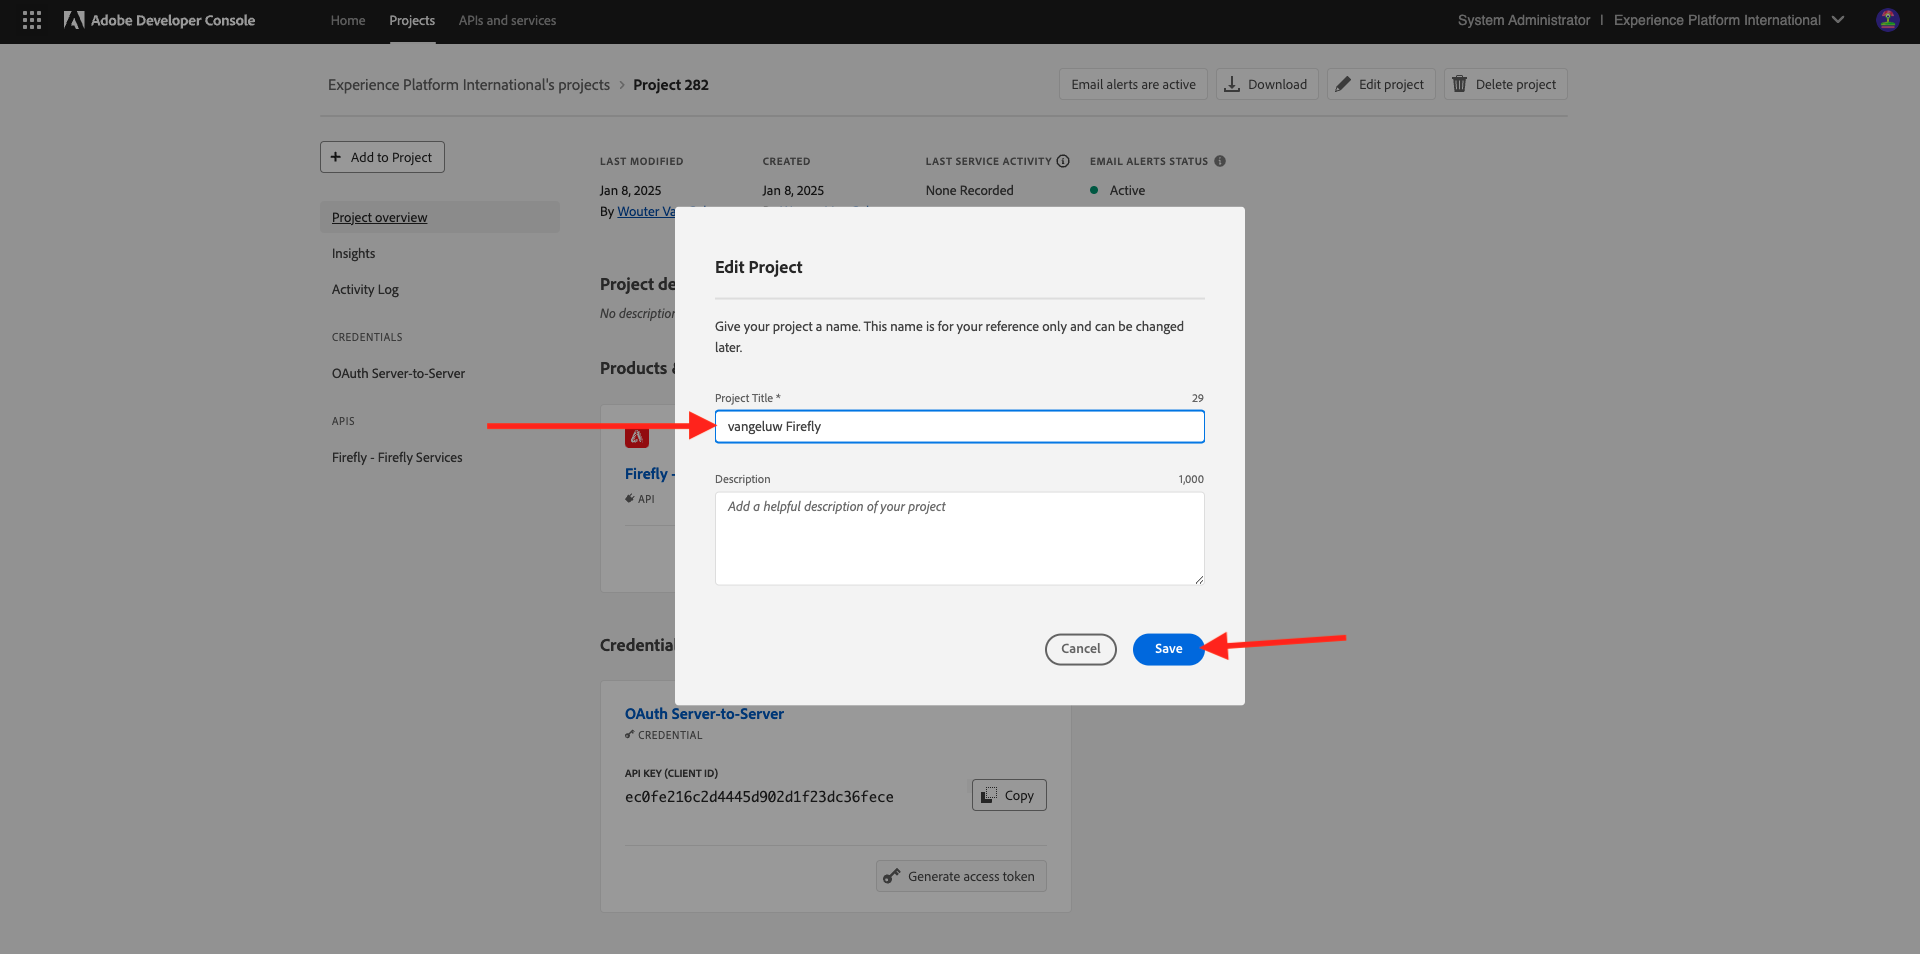 Adobe Developer Console
Home
Projects
APIs and services
System Administrator
Experience Platform International
Experience Platform International's projects
Project 282
Email alerts are active
Download
Edit project
Delete project
Add to Project
LAST MODIFIED
CREATED
LAST SERVICE ACTIVITY
EMAIL ALERTS STATUS
Jan 8, 2025
Jan 8, 2025
None Recorded
Active
By Wouter Va
Project overview
Insights
Activity Log
CREDENTIALS
OAuth Server-to-Server
APIS
Firefly - Firefly Services
Project de
No description
Products &
Firefly -
API
Edit Project
Give your project a name. This name is for your reference only and can be changed
later.
Project Title *
29
vangeluw Firefly
Description
1,000
Add a helpful description of your project
Cancel
Save
Credential
OAuth Server-to-Server
CREDENTIAL
API KEY (CLIENT ID)
ec0fe216c2d4445d902d1f23dc36fece
Copy
Generate access token